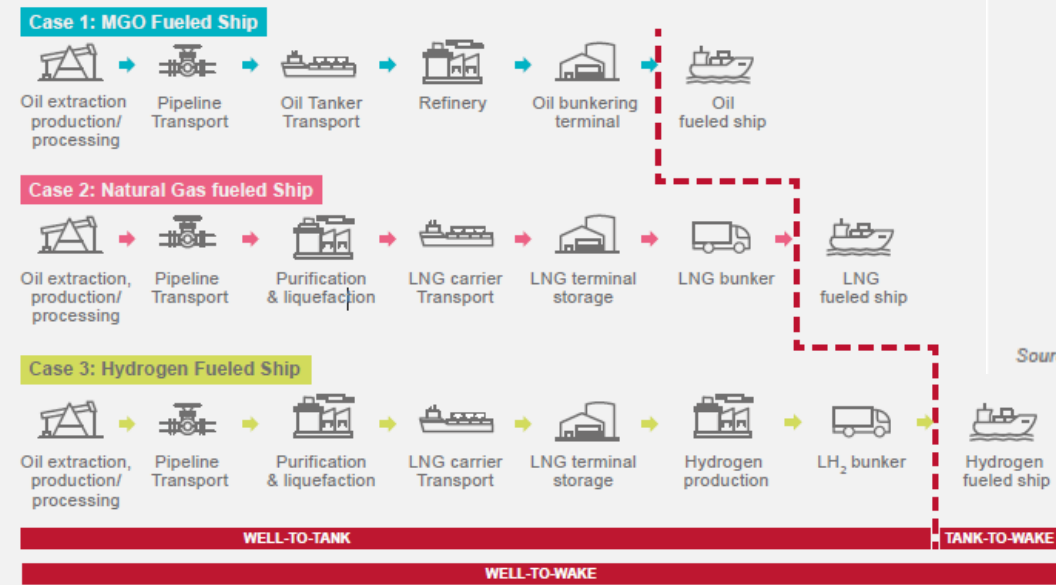 Case 1: MGO Fueled Ship
Oil extraction production/ processing
Pipeline Transport
Oil Tanker Transport
Refinery
Oil bunkering terminal
Oil fueled ship
Case 2: Natural Gas fueled Ship
Oil extraction, production/ processing
Pipeline Transport
Purification & liquefaction
LNG carrier Transport
LNG terminal storage
LNG bunker
LNG fueled ship
Sour
Case 3: Hydrogen Fueled Ship
Oil extraction, production/ processing
Pipeline Transport
Purification & liquefaction
LNG carrier Transport
LNG terminal storage
Hydrogen production
LH₂ bunker
Hydrogen fueled ship
WELL-TO-TANK
TANK-TO-WAKE
WELL-TO-WAKE